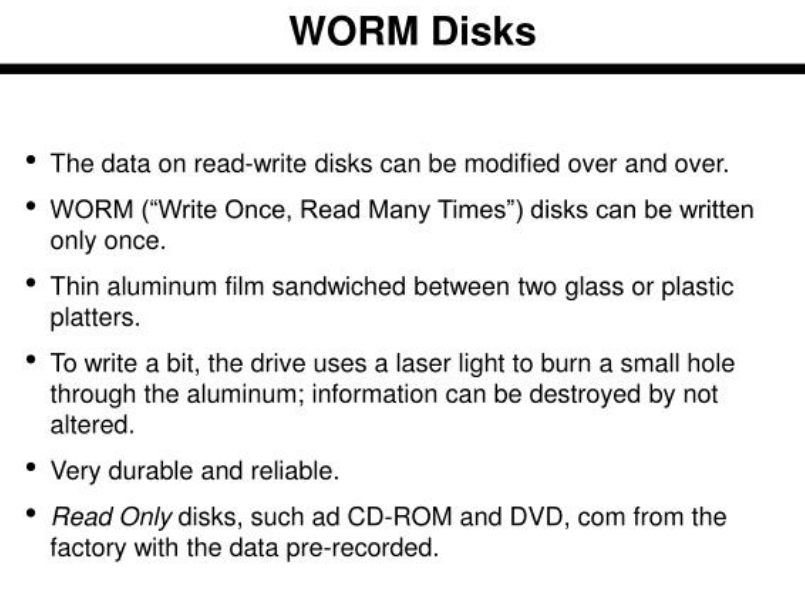 WORM Disks
• The data on read-write disks can be modified over and over.
• WORM (“Write Once, Read Many Times”) disks can be written
only once.
• Thin aluminum film sandwiched between two glass or plastic
platters.
• To write a bit, the drive uses a laser light to burn a small hole
through the aluminum; information can be destroyed by not
altered.
• Very durable and reliable.
• Read Only disks, such ad CD-ROM and DVD, com from the
factory with the data pre-recorded.